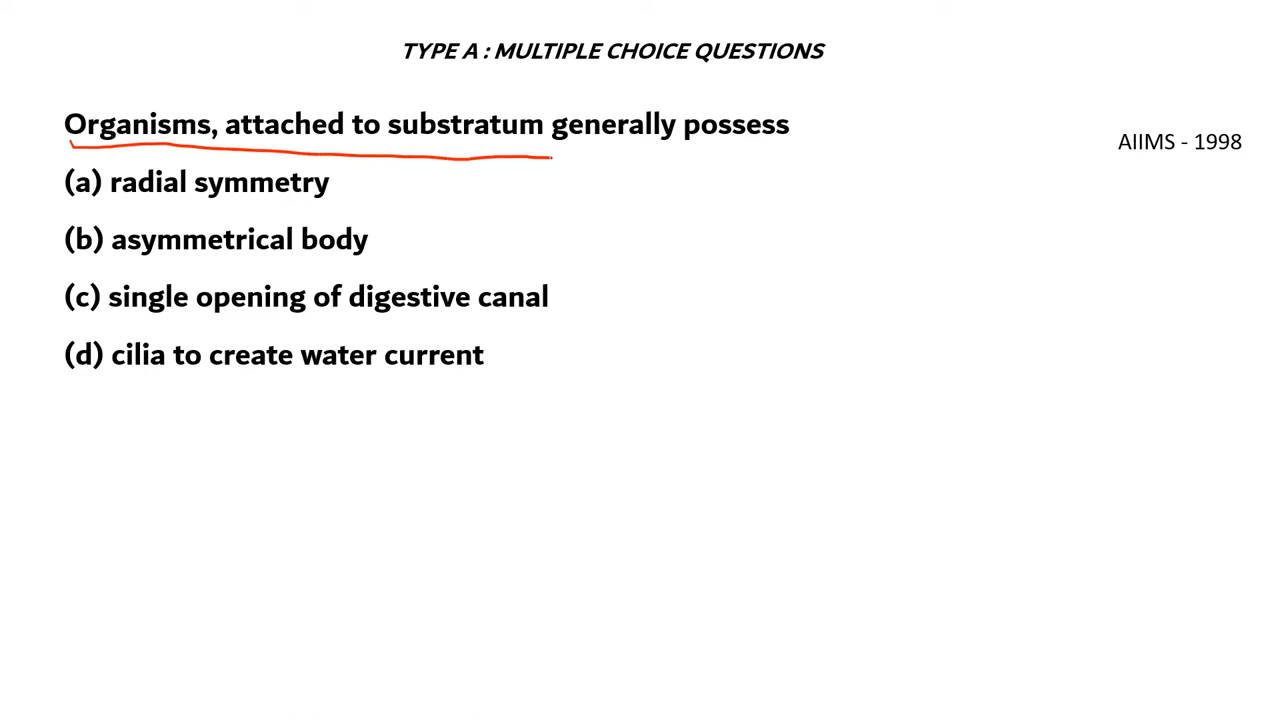 TYPE A : MULTIPLE CHOICE QUESTIONS
Organisms, attached to substratum generally possess
AIIMS - 1998
(a) radial symmetry
(b) asymmetrical body
(c) single opening of digestive canal
(d) cilia to create water current